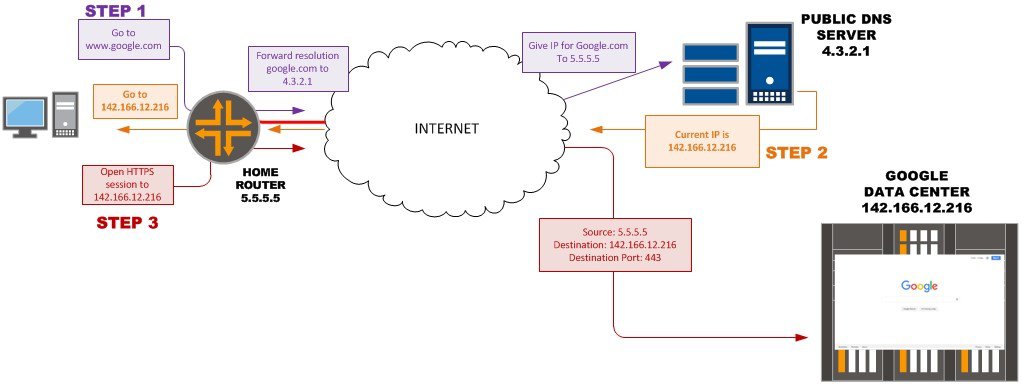 STEP 1
Go to
www.google.com
Forward resolution
google.com to
4.3.2.1
Go to
142.166.12.216
Open HTTPS
session to
142.166.12.216
STEP 3
HOME
ROUTER
5.5.5.5
INTERNET
Give IP for Google.com
To 5.5.5.5
PUBLIC DNS
SERVER
4.3.2.1
Current IP is
142.166.12.216
STEP 2
Source: 5.5.5.5
Destination: 142.166.12.216
Destination Port: 443
GOOGLE
DATA CENTER
142.166.12.216
Google